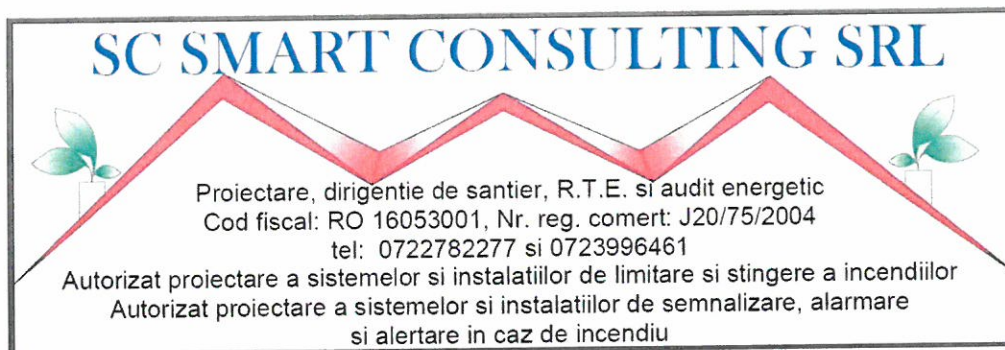 SC SMART CONSULTING SRL
Proiectare, dirigentie de santier, R.T.E. si audit energetic
Cod fiscal: RO 16053001, Nr. reg. comert: J20/75/2004
tel: 0722782277 si 0723996461
Autorizat proiectare a sistemelor si instalatiilor de limitare si stingere a incendiilor
Autorizat proiectare a sistemelor si instalatiilor de semnalizare, alarmare
si alertare in caz de incendiu